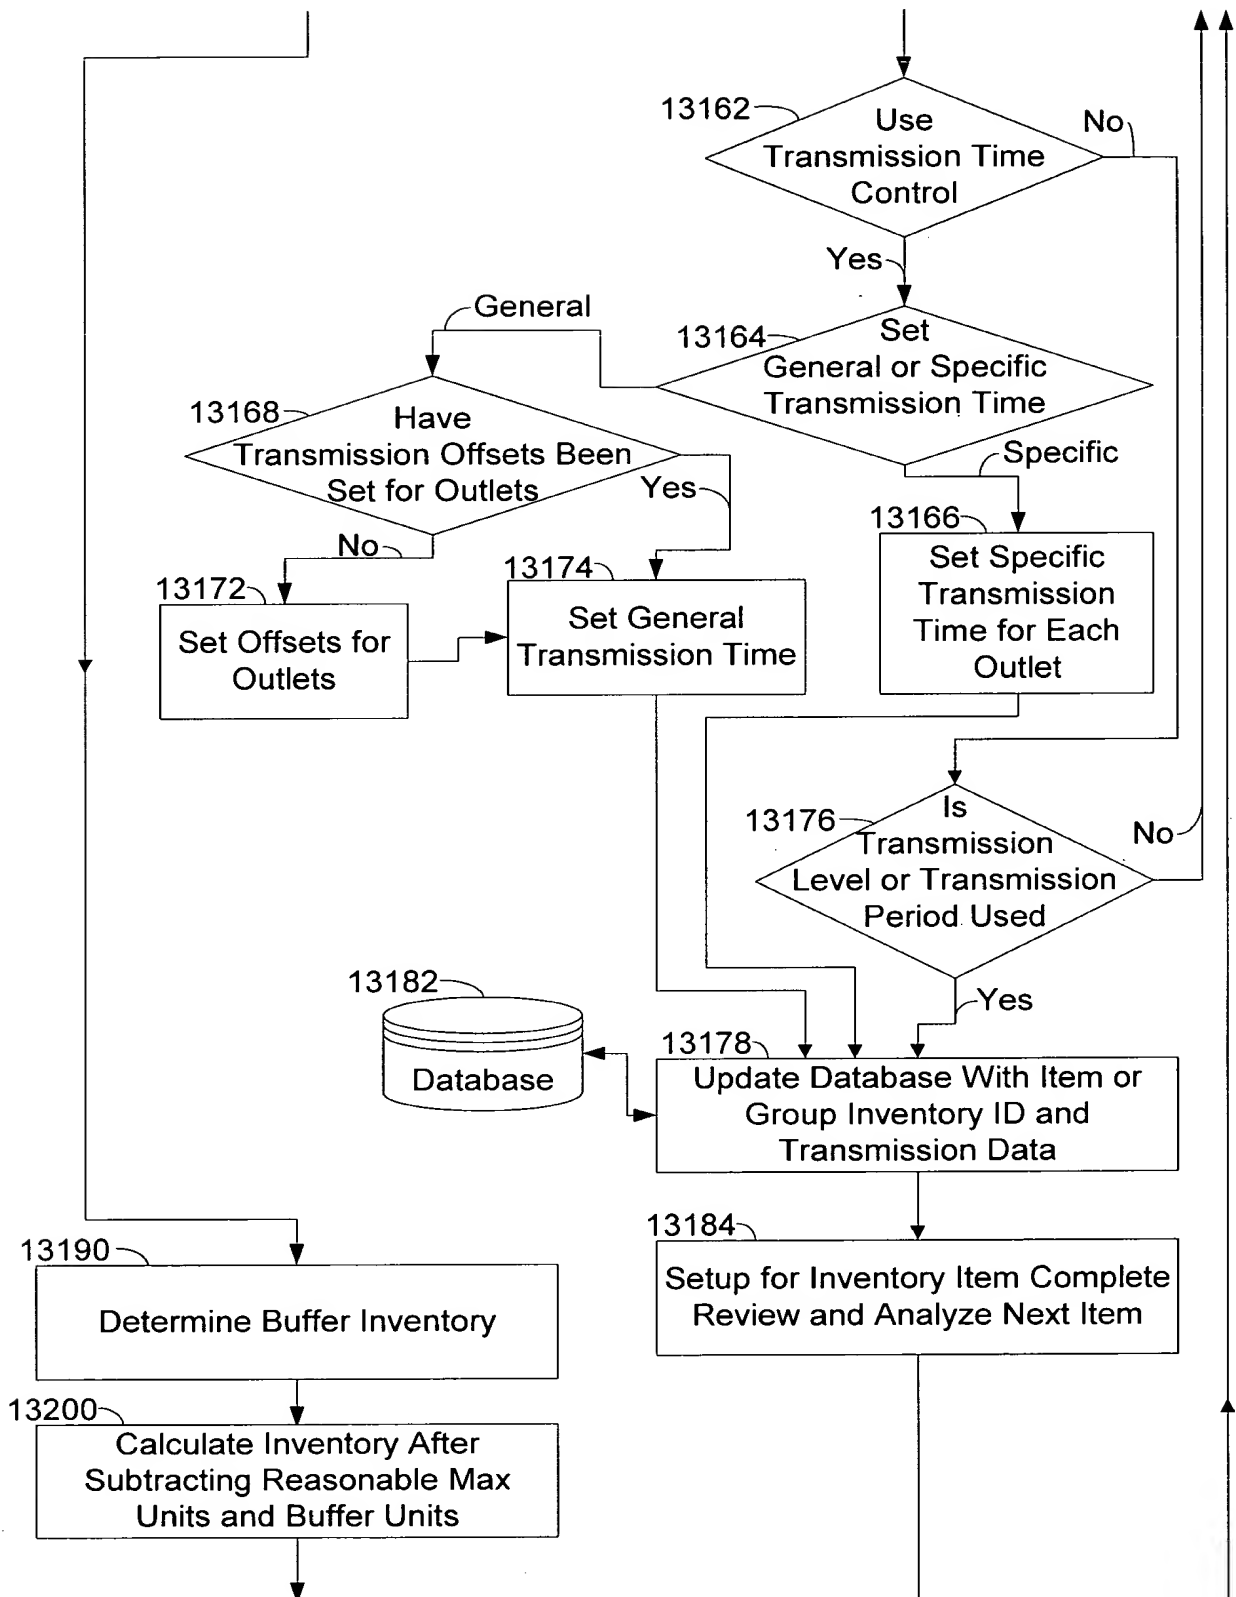 13162
Use
Transmission Time
Control
No
Yes
General
13164
Set
General or Specific
Transmission Time
13168
Have
Transmission Offsets Been
Set for Outlets
Yes
Specific
No
13166
Set Specific
Transmission
Time for Each
Outlet
13172
Set Offsets for
Outlets
13174
Set General
Transmission Time
13176
Is
Transmission
Level or Transmission
Period Used
No
Yes
13182
Database
13178
Update Database With Item or
Group Inventory ID and
Transmission Data
13184
Setup for Inventory Item Complete
Review and Analyze Next Item
13190
Determine Buffer Inventory
13200
Calculate Inventory After
Subtracting Reasonable Max
Units and Buffer Units